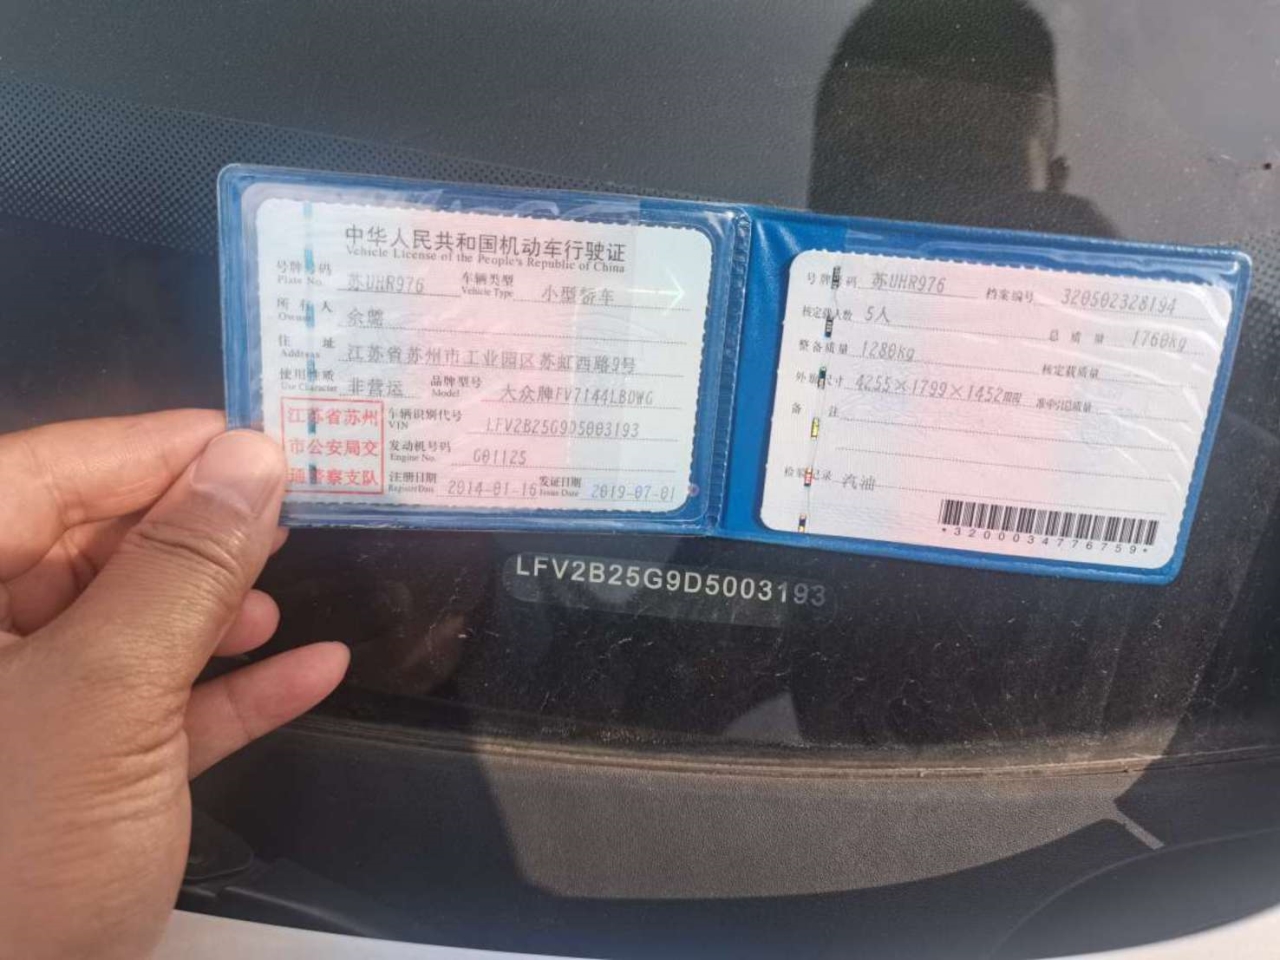 中华人民共和国机动车行驶证
Vehicle License of the People's Republic of China
号牌号码 苏UHR976 车辆类型 小型轿车
Plate No. Vehicle Type
所有人 余璐
Owner
住址 江苏省苏州市工业园区苏虹西路9号
Address
使用性质 非营运 品牌型号 大众牌FV7144LBDWG
Use Character Model
江苏省苏州
市公安局交
通警察支队
车辆识别代号 LFV2B25G9D5003193
VIN
发动机号码 G01125
Engine No.
注册日期 2014-01-16 发证日期 2019-07-01
Register Date Issue Date
号牌号码 苏UHR976 档案编号 320502328194
核定载人数 5人 总质量 1760kg
整备质量 1280kg 核定载质量
外廓尺寸 4255×1799×1452mm 准牵引总质量
备注
检验记录 汽油
*3200034776759*
LFV2B25G9D5003193